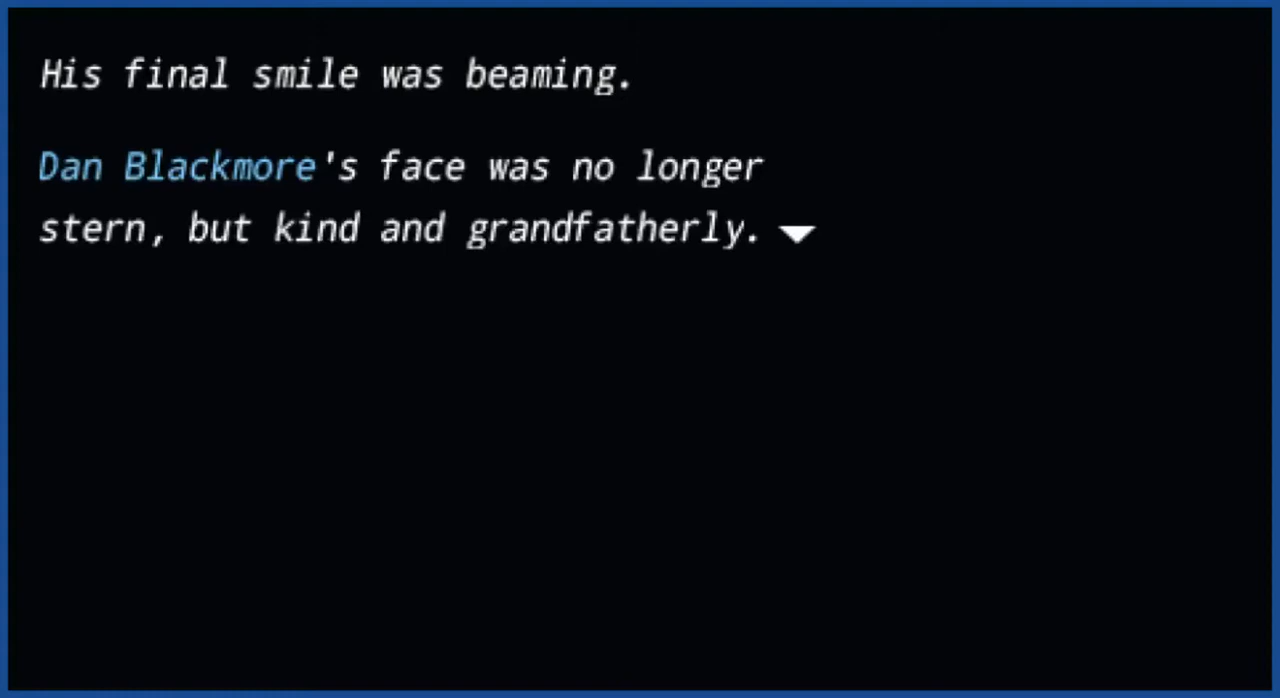 His final smile was beaming.
Dan Blackmore's face was no longer
stern, but kind and grandfatherly.